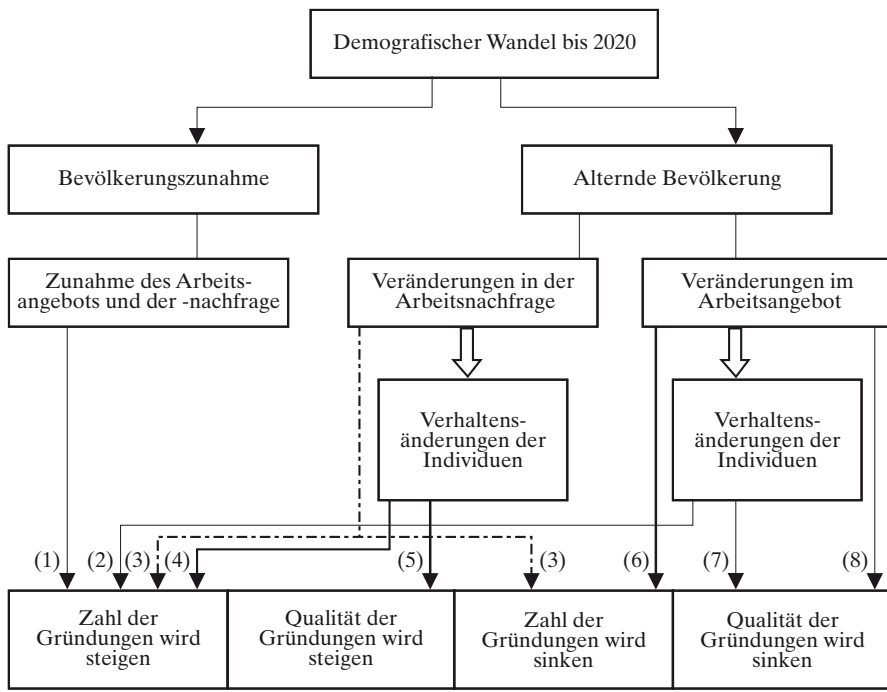 Demografischer Wandel bis 2020
Bevölkerungszunahme
Alternde Bevölkerung
Zunahme des Arbeits-
angebots und der -nachfrage
Veränderungen in der
Arbeitsnachfrage
Veränderungen im
Arbeitsangebot
Verhaltens-
änderungen der
Individuen
Verhaltens-
änderungen der
Individuen
(1) (2) (3) (4) (5) (3) (6) (7) (8)
Zahl der
Gründungen wird
steigen
Qualität der
Gründungen wird
steigen
Zahl der
Gründungen wird
sinken
Qualität der
Gründungen wird
sinken